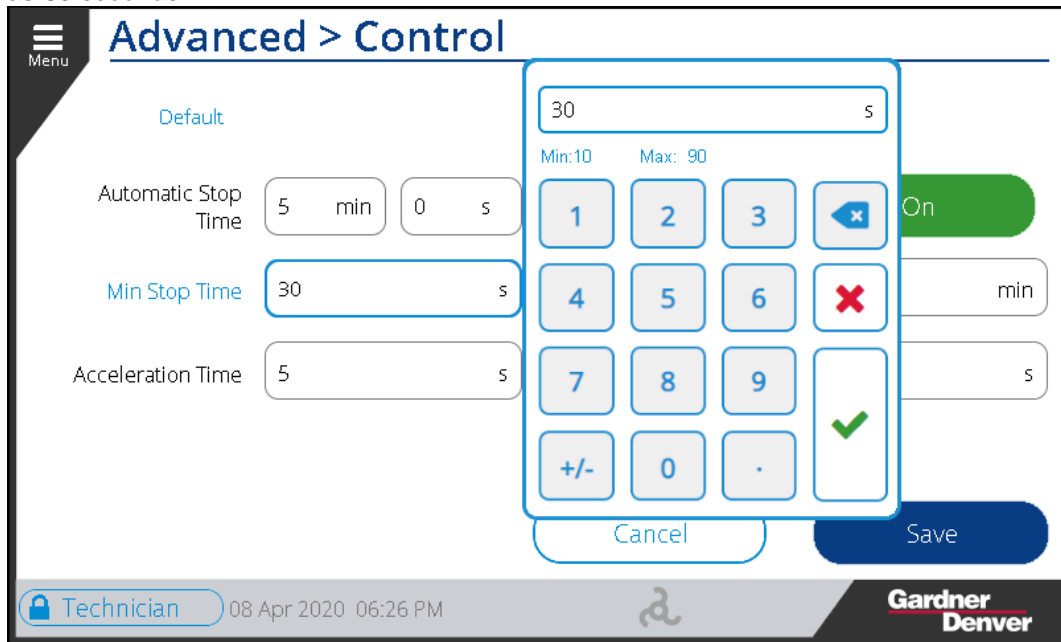 Menu
Advanced > Control
Default
30 s
Min:10 Max: 90
Automatic Stop Time
5 min
0 s
On
Min Stop Time
30 s
min
Acceleration Time
5 s
s
1 2 3
4 5 6
7 8 9
+/- 0 .
Cancel
Save
Technician
08 Apr 2020 06:26 PM
Gardner
Denver